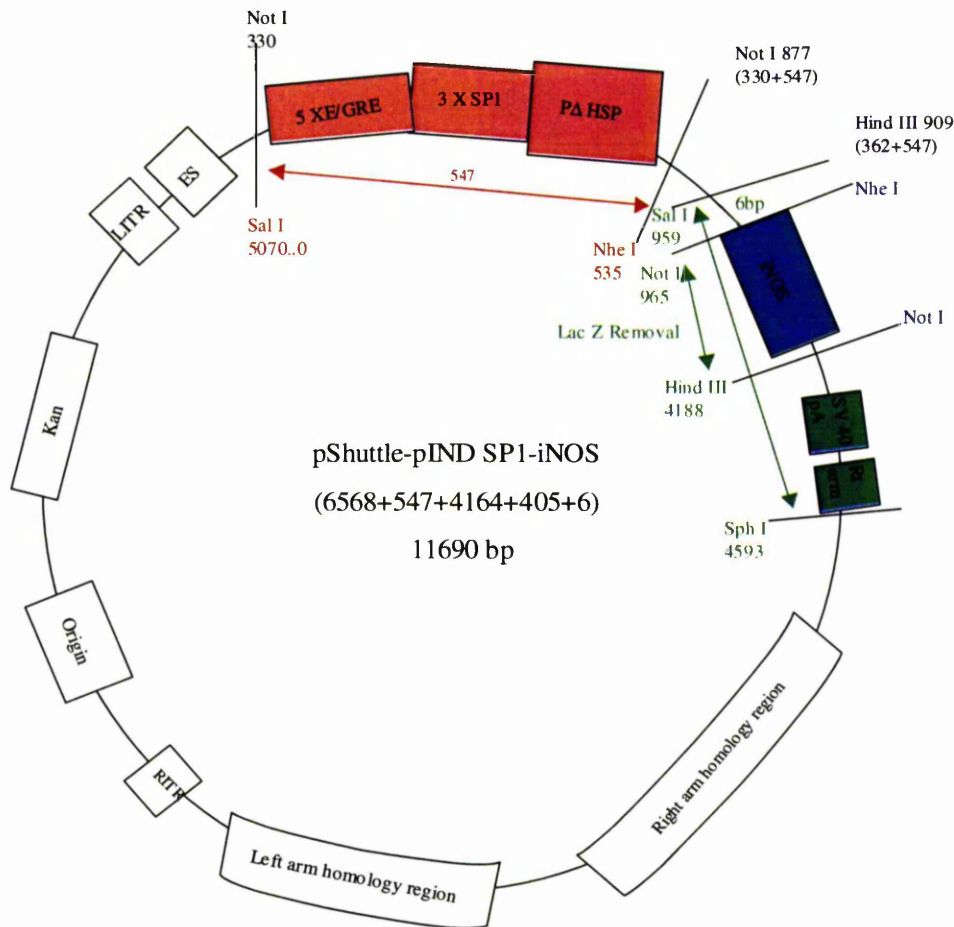 Not I
330
5 XE/GRE
3 X SP1
PΔ HSP
Not I 877
(330+547)
Hind III 909
(362+547)
Nhe I
6bp
547
Sal I
5070..0
Nhe I
535
Sal I
959
Not I
965
iNOS
Not I
Lac Z Removal
Hind III
4188
SV 40
pA
Rt
arm
Sph I
4593
ES
LITR
Kan
Origin
RITR
Left arm homology region
Right arm homology region
pShuttle-pIND SP1-iNOS
(6568+547+4164+405+6)
11690 bp